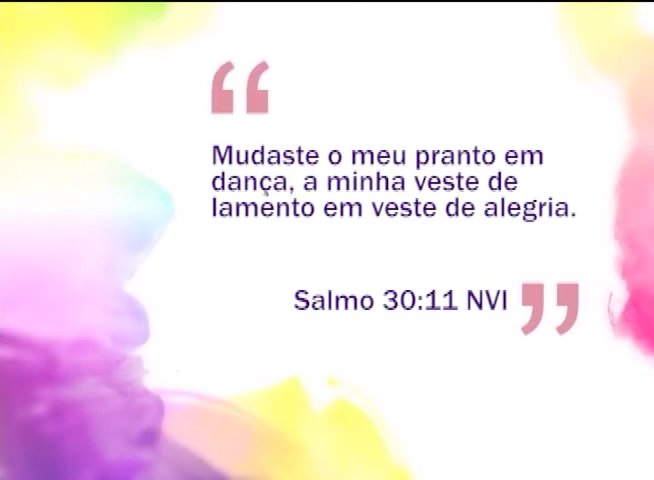 “
Mudaste o meu pranto em
dança, a minha veste de
lamento em veste de alegria.
Salmo 30:11 NVI ”